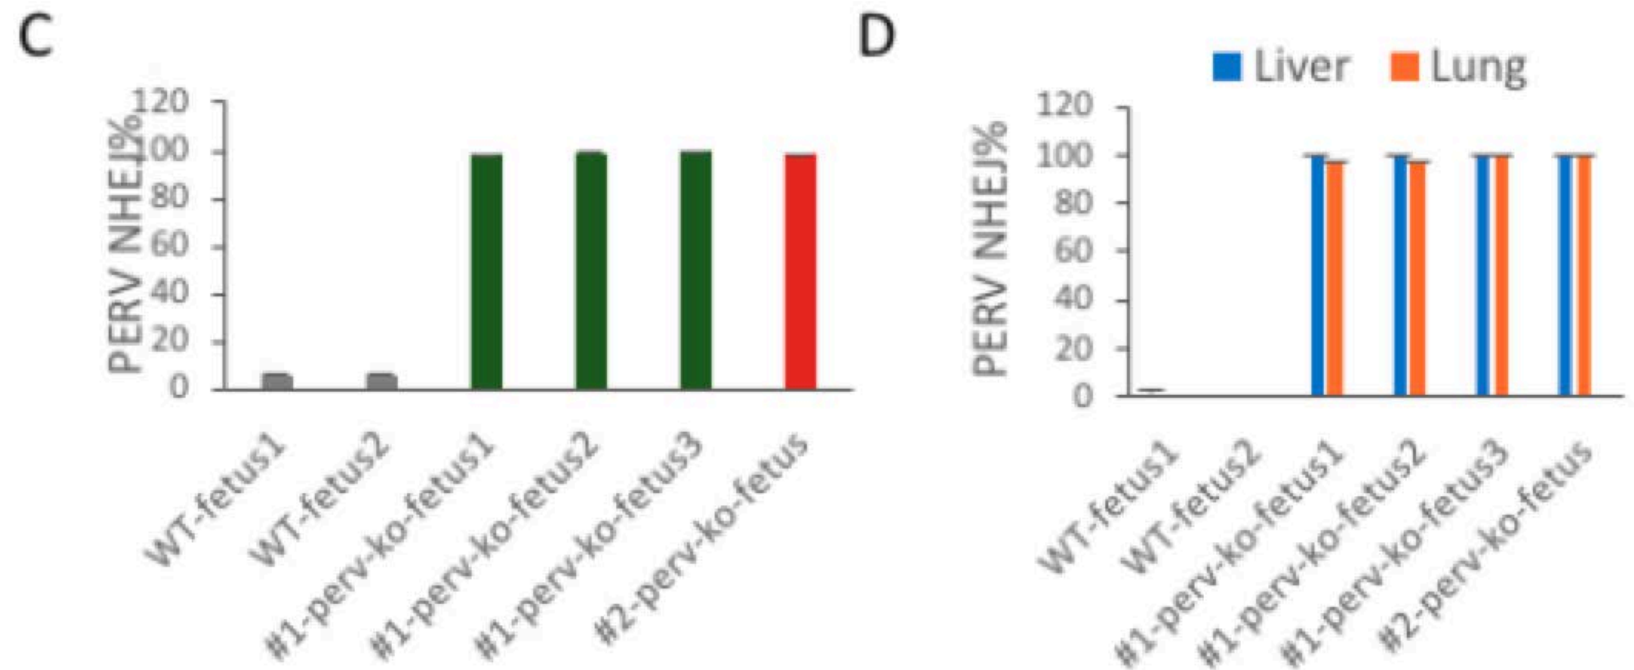 C
PERV NHEJ%
120
100
80
60
40
20
0
WT-fetus1
WT-fetus2
#1-perv-ko-fetus1
#1-perv-ko-fetus2
#1-perv-ko-fetus3
#2-perv-ko-fetus
D
Liver Lung
PERV NHEJ%
120
100
80
60
40
20
0
WT-fetus1
WT-fetus2
#1-perv-ko-fetus1
#1-perv-ko-fetus2
#1-perv-ko-fetus3
#2-perv-ko-fetus